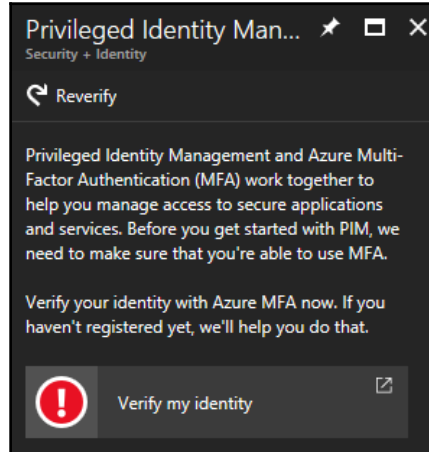 Privileged Identity Man...
Security + Identity
Reverify
Privileged Identity Management and Azure Multi-
Factor Authentication (MFA) work together to
help you manage access to secure applications
and services. Before you get started with PIM, we
need to make sure that you're able to use MFA.
Verify your identity with Azure MFA now. If you
haven't registered yet, we'll help you do that.
Verify my identity